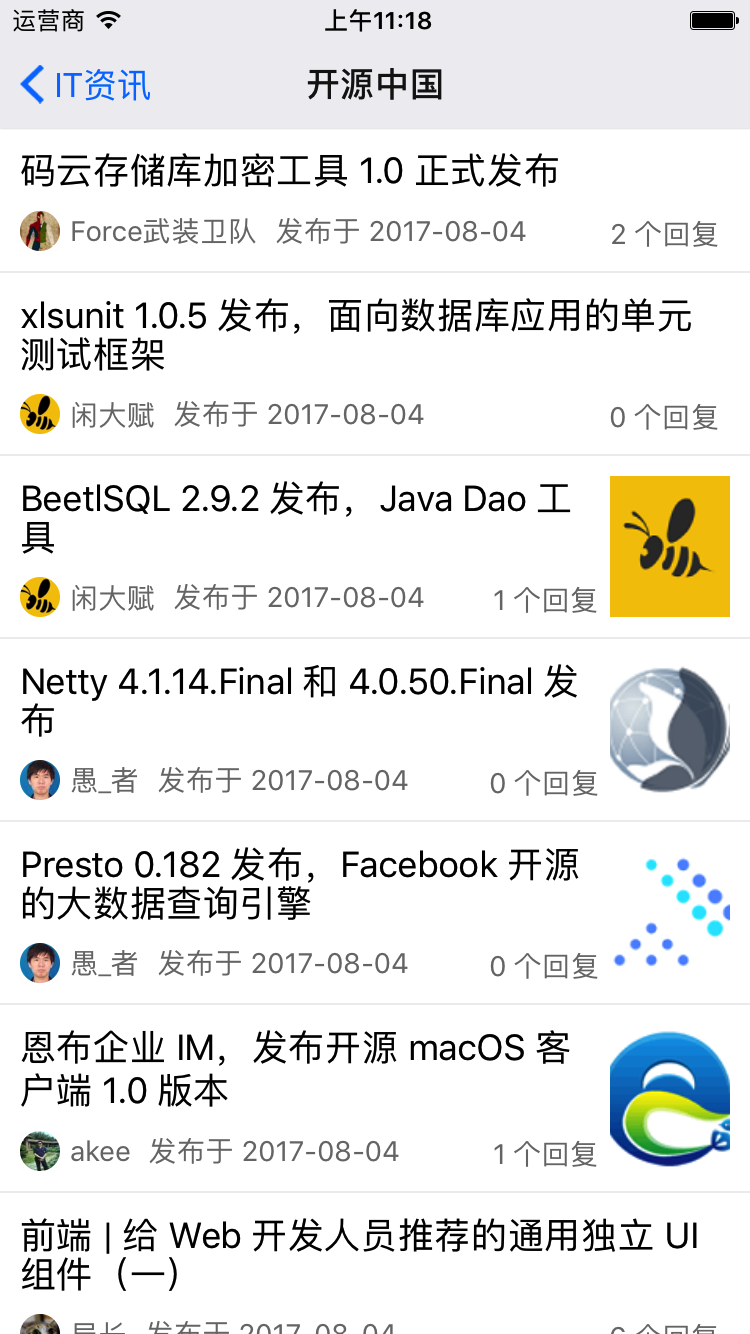 运营商 上午11:18
IT资讯 开源中国
码云存储库加密工具 1.0 正式发布
Force武装卫队 发布于 2017-08-04 2 个回复
xlsunit 1.0.5 发布，面向数据库应用的单元
测试框架
闲大赋 发布于 2017-08-04 0 个回复
BeetlSQL 2.9.2 发布，Java Dao 工
具
闲大赋 发布于 2017-08-04 1 个回复
Netty 4.1.14.Final 和 4.0.50.Final 发
布
愚_者 发布于 2017-08-04 0 个回复
Presto 0.182 发布，Facebook 开源
的大数据查询引擎
愚_者 发布于 2017-08-04 0 个回复
恩布企业 IM，发布开源 macOS 客
户端 1.0 版本
akee 发布于 2017-08-04 1 个回复
前端 | 给 Web 开发人员推荐的通用独立 UI
组件（一）
局长 发布于 2017-08-04 个回复